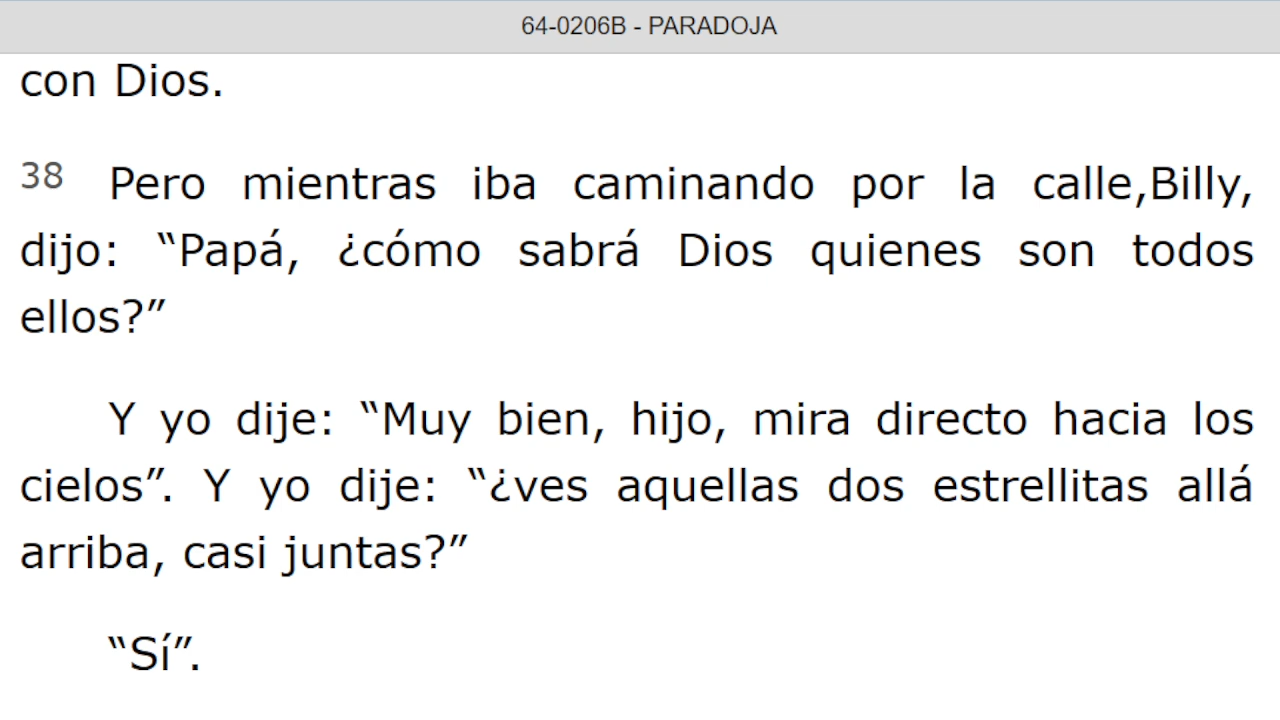 64-0206B - PARADOJA
con Dios.
38 Pero mientras iba caminando por la calle,Billy,
dijo: “Papá, ¿cómo sabrá Dios quienes son todos
ellos?”
Y yo dije: “Muy bien, hijo, mira directo hacia los
cielos”. Y yo dije: “¿ves aquellas dos estrellitas allá
arriba, casi juntas?”
“Sí”.